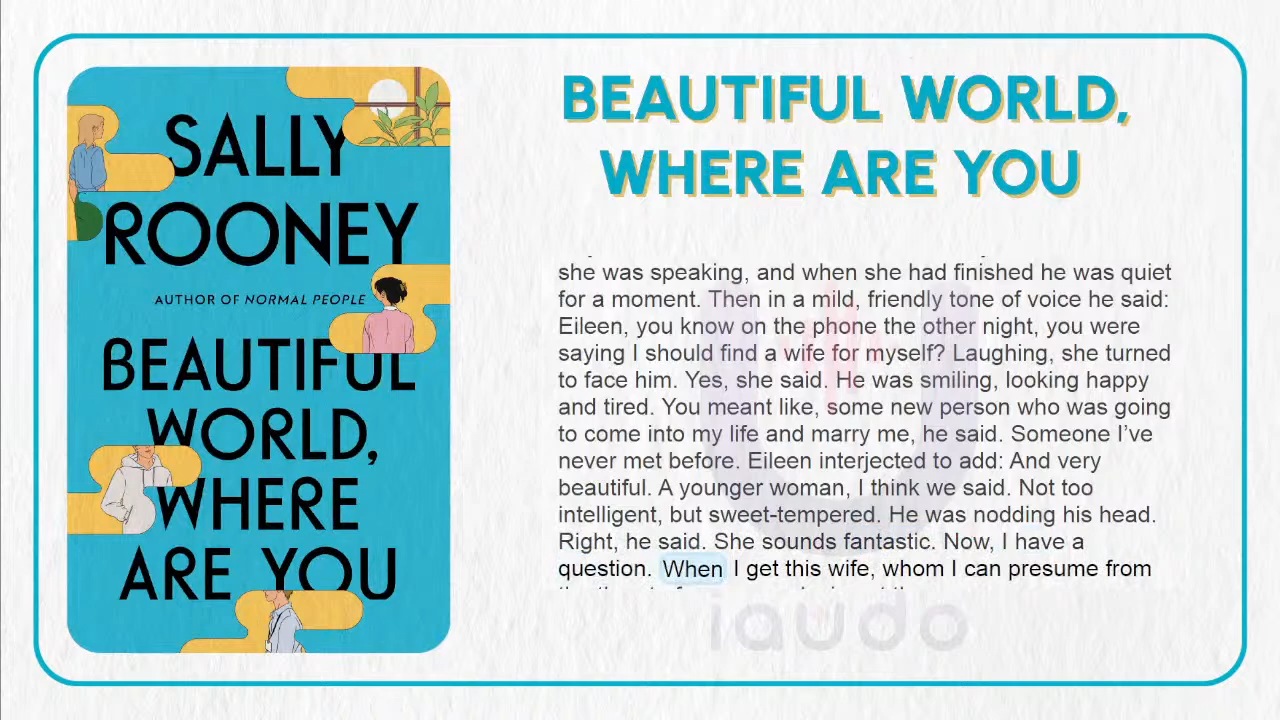 SALLY
ROONEY
AUTHOR OF NORMAL PEOPLE
BEAUTIFUL
WORLD,
WHERE
ARE YOU
BEAUTIFUL WORLD,
WHERE ARE YOU
she was speaking, and when she had finished he was quiet
for a moment. Then in a mild, friendly tone of voice he said:
Eileen, you know on the phone the other night, you were
saying I should find a wife for myself? Laughing, she turned
to face him. Yes, she said. He was smiling, looking happy
and tired. You meant like, some new person who was going
to come into my life and marry me, he said. Someone I’ve
never met before. Eileen interjected to add: And very
beautiful. A younger woman, I think we said. Not too
intelligent, but sweet-tempered. He was nodding his head.
Right, he said. She sounds fantastic. Now, I have a
question. When I get this wife, whom I can presume from
iaudo